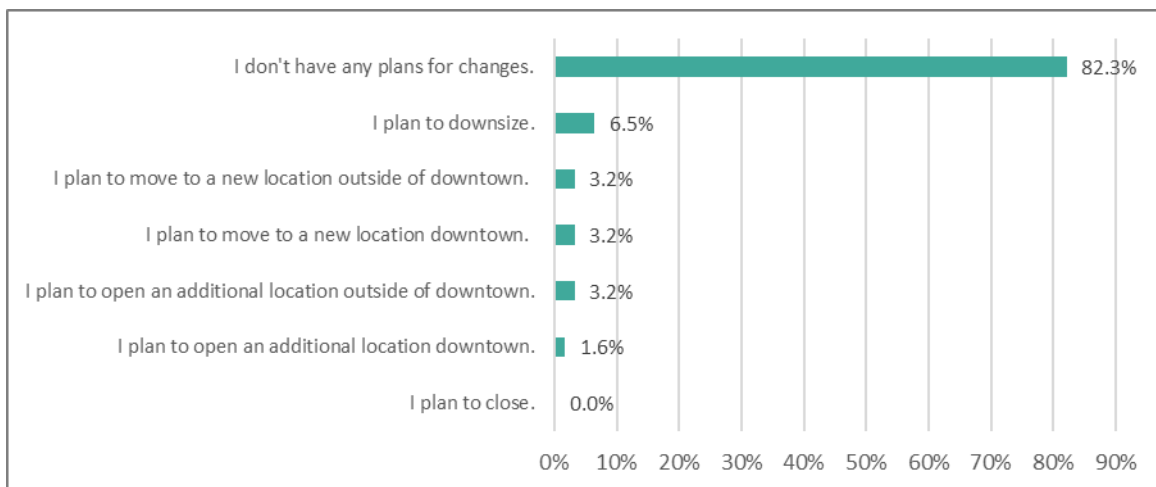 I don't have any plans for changes.
82.3%
I plan to downsize.
6.5%
I plan to move to a new location outside of downtown.
3.2%
I plan to move to a new location downtown.
3.2%
I plan to open an additional location outside of downtown.
3.2%
I plan to open an additional location downtown.
1.6%
I plan to close.
0.0%
0% 10% 20% 30% 40% 50% 60% 70% 80% 90%